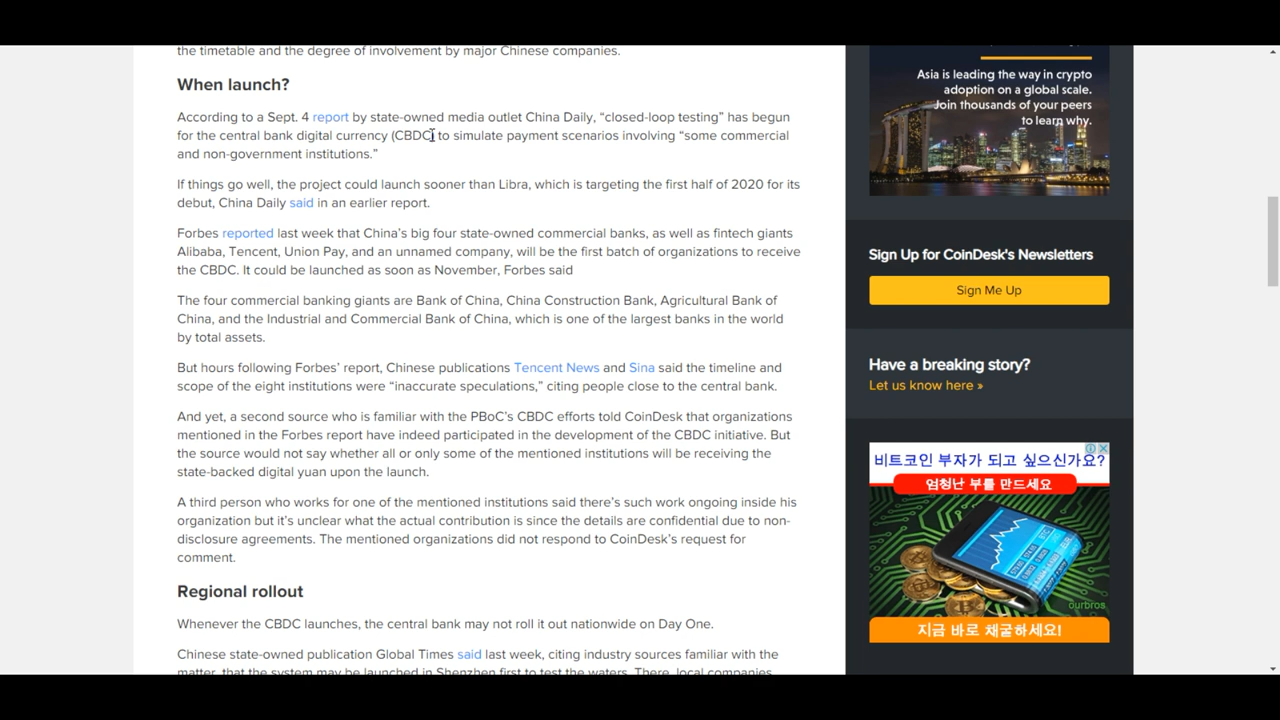 the timetable and the degree of involvement by major Chinese companies.
When launch?
According to a Sept. 4 report by state-owned media outlet China Daily, “closed-loop testing” has begun
for the central bank digital currency (CBDC) to simulate payment scenarios involving “some commercial
and non-government institutions.”
If things go well, the project could launch sooner than Libra, which is targeting the first half of 2020 for its
debut, China Daily said in an earlier report.
Forbes reported last week that China’s big four state-owned commercial banks, as well as fintech giants
Alibaba, Tencent, Union Pay, and an unnamed company, will be the first batch of organizations to receive
the CBDC. It could be launched as soon as November, Forbes said
The four commercial banking giants are Bank of China, China Construction Bank, Agricultural Bank of
China, and the Industrial and Commercial Bank of China, which is one of the largest banks in the world
by total assets.
But hours following Forbes’ report, Chinese publications Tencent News and Sina said the timeline and
scope of the eight institutions were “inaccurate speculations,” citing people close to the central bank.
And yet, a second source who is familiar with the PBoC’s CBDC efforts told CoinDesk that organizations
mentioned in the Forbes report have indeed participated in the development of the CBDC initiative. But
the source would not say whether all or only some of the mentioned institutions will be receiving the
state-backed digital yuan upon the launch.
A third person who works for one of the mentioned institutions said there’s such work ongoing inside his
organization but it’s unclear what the actual contribution is since the details are confidential due to non-
disclosure agreements. The mentioned organizations did not respond to CoinDesk’s request for
comment.
Regional rollout
Whenever the CBDC launches, the central bank may not roll it out nationwide on Day One.
Chinese state-owned publication Global Times said last week, citing industry sources familiar with the
matter, that the system may be launched in Shenzhen first to test the waters. There, local companies
Asia is leading the way in crypto
adoption on a global scale.
Join thousands of your peers
to learn why.
Sign Up for CoinDesk's Newsletters
Sign Me Up
Have a breaking story?
Let us know here »
비트코인 부자가 되고 싶으신가요?
엄청난 부를 만드세요
ourbros
지금 바로 채굴하세요!